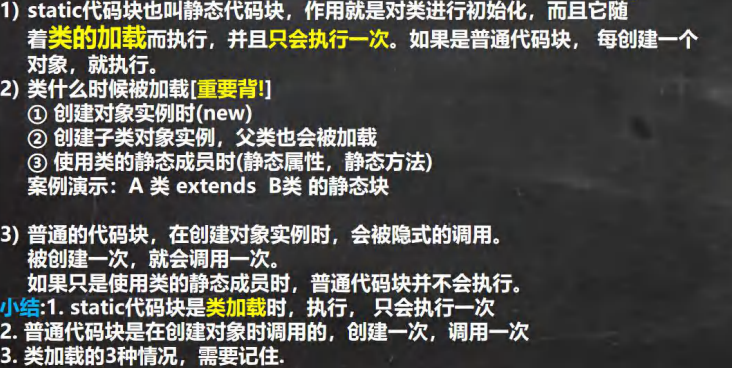 1) static代码块也叫静态代码块，作用就是对类进行初始化，而且它随
着类的加载而执行，并且只会执行一次。如果是普通代码块， 每创建一个
对象，就执行。
2) 类什么时候被加载[重要背!]
① 创建对象实例时(new)
② 创建子类对象实例，父类也会被加载
③ 使用类的静态成员时(静态属性，静态方法)
案例演示：A 类 extends B类 的静态块
3) 普通的代码块，在创建对象实例时，会被隐式的调用。
被创建一次，就会调用一次。
如果只是使用类的静态成员时，普通代码块并不会执行。
小结:1. static代码块是类加载时，执行， 只会执行一次
2. 普通代码块是在创建对象时调用的，创建一次，调用一次
3. 类加载的3种情况，需要记住.